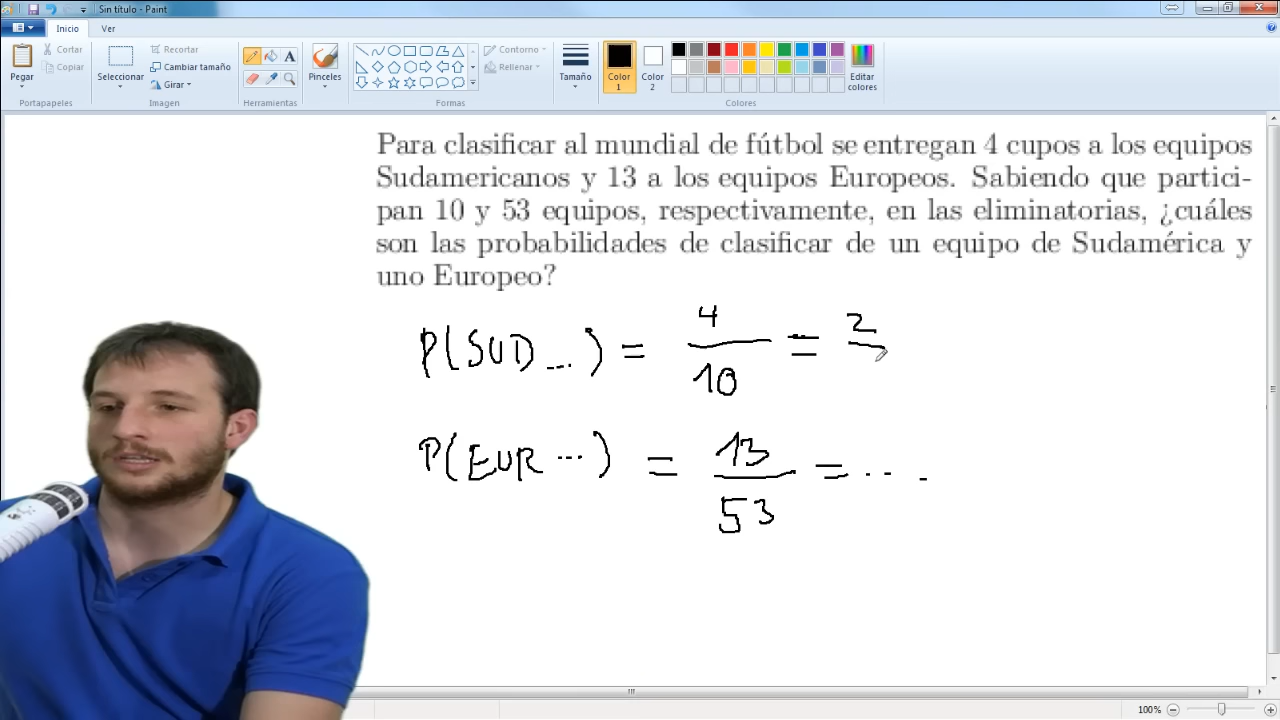 Sin título - Paint
Inicio Ver
Pegar
Cortar
Copiar
Portapapeles
Seleccionar
Recortar
Cambiar tamaño
Girar
Imagen
A
Herramientas
Pinceles
Contorno
Rellenar
Formas
Tamaño
Color 1
Color 2
Editar colores
Colores
Para clasificar al mundial de fútbol se entregan 4 cupos a los equipos
Sudamericanos y 13 a los equipos Europeos. Sabiendo que partici-
pan 10 y 53 equipos, respectivamente, en las eliminatorias, ¿cuáles
son las probabilidades de clasificar de un equipo de Sudamérica y
uno Europeo?
P(SUD ...) = 4/10 = 2/
P(EUR ...) = 13/53 = ...
100%